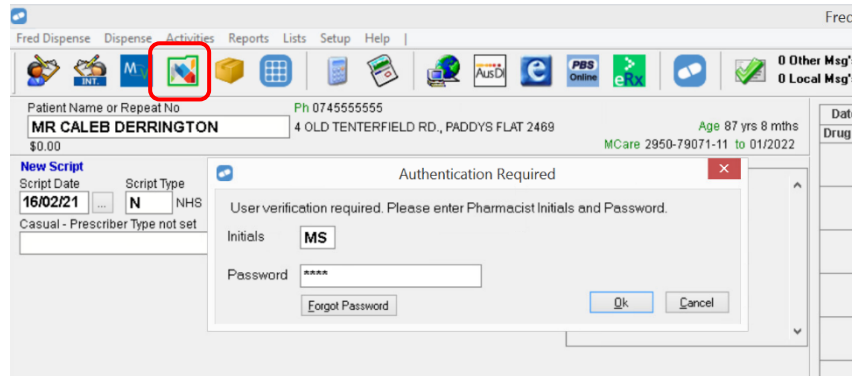 Fred
Fred Dispense Dispense Activities Reports Lists Setup Help
INT. AusDI PBS Online eRx
0 Other Msg's
0 Local Msg's
Patient Name or Repeat No Ph 0745555555
MR CALEB DERRINGTON 4 OLD TENTERFIELD RD., PADDYS FLAT 2469 Age 87 yrs 8 mths
$0.00 MCare 2950-79071-11 to 01/2022
Drug
New Script
Script Date Script Type
16/02/21 ... N NHS
Casual - Prescriber Type not set
Authentication Required
User verification required. Please enter Pharmacist Initials and Password.
Initials MS
Password ****
Forgot Password Ok Cancel